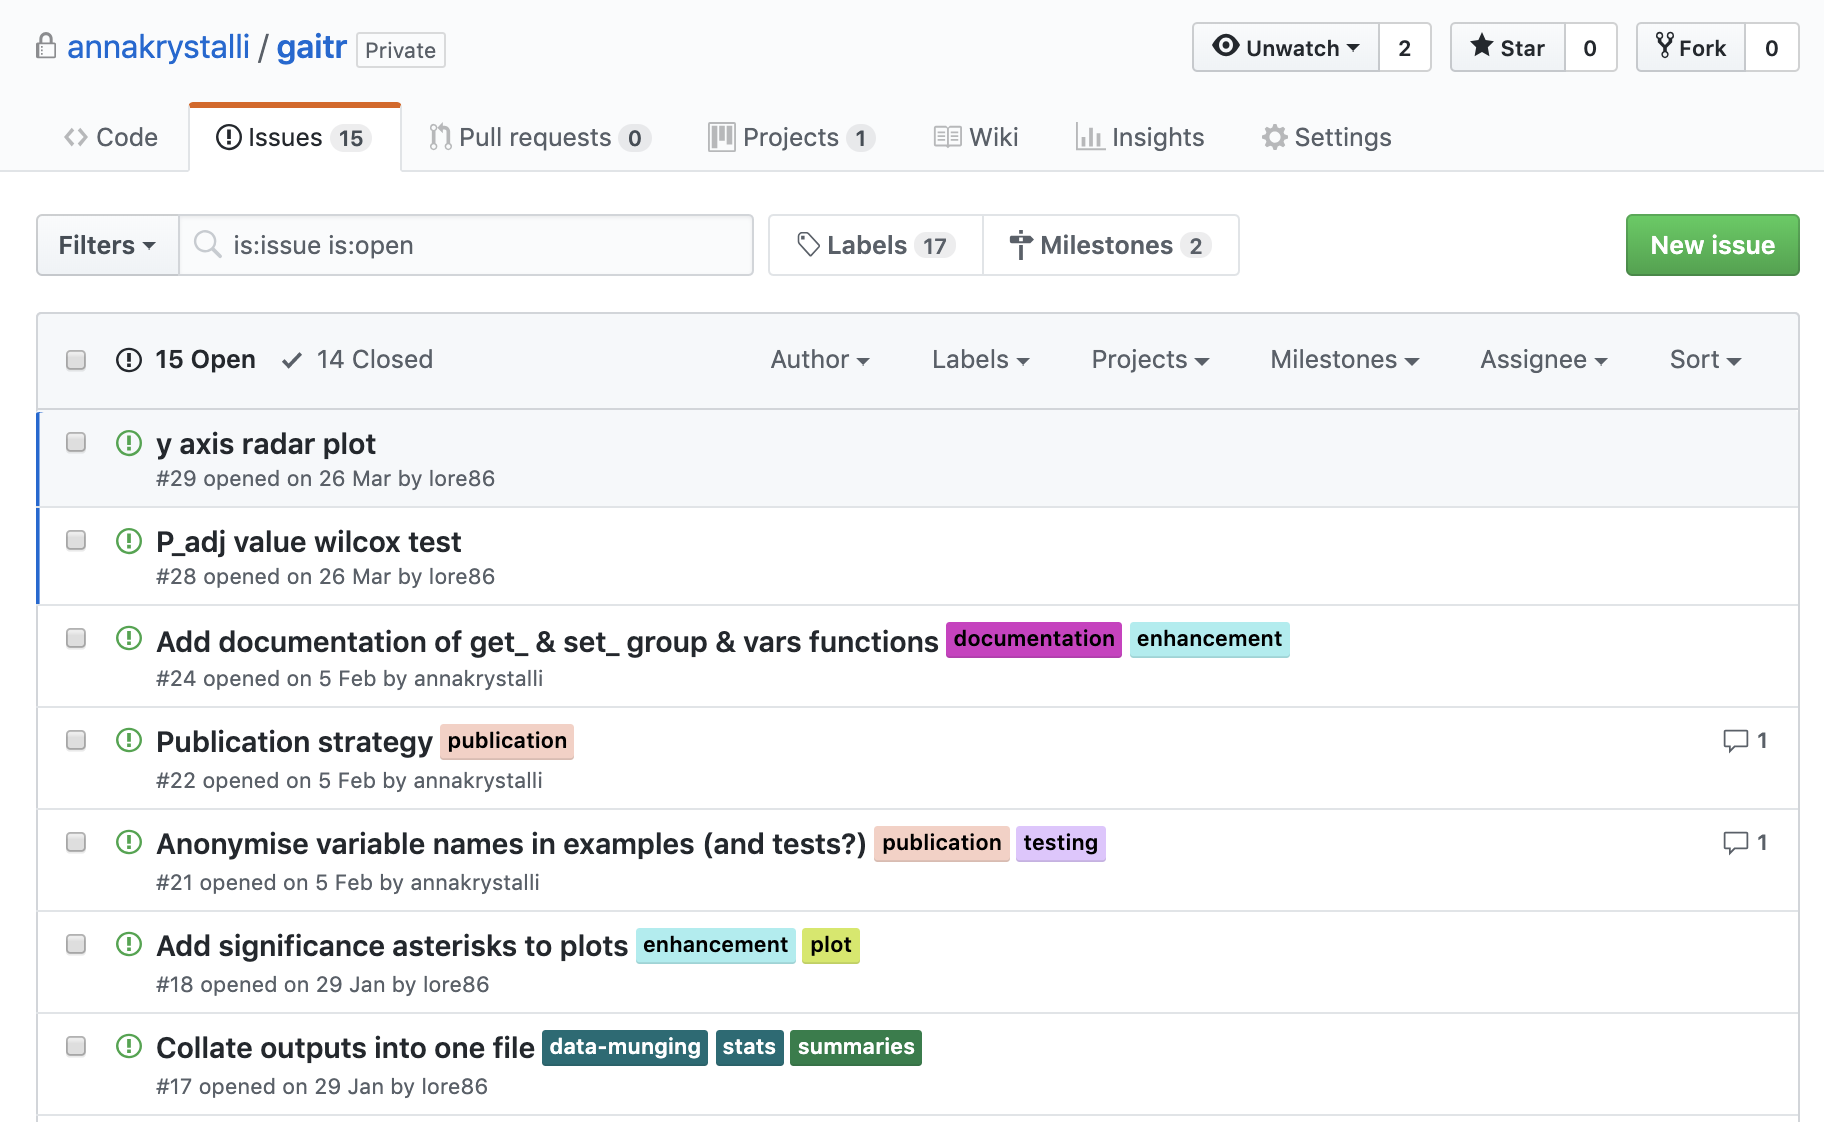 annakrystalli / gaitr Private Unwatch 2 Star 0 Fork 0
Code Issues 15 Pull requests 0 Projects 1 Wiki Insights Settings
Filters is:issue is:open Labels 17 Milestones 2 New issue
15 Open 14 Closed Author Labels Projects Milestones Assignee Sort
y axis radar plot
#29 opened on 26 Mar by lore86
P_adj value wilcox test
#28 opened on 26 Mar by lore86
Add documentation of get_ & set_ group & vars functions documentation enhancement
#24 opened on 5 Feb by annakrystalli
Publication strategy publication 1
#22 opened on 5 Feb by annakrystalli
Anonymise variable names in examples (and tests?) publication testing 1
#21 opened on 5 Feb by annakrystalli
Add significance asterisks to plots enhancement plot
#18 opened on 29 Jan by lore86
Collate outputs into one file data-munging stats summaries
#17 opened on 29 Jan by lore86